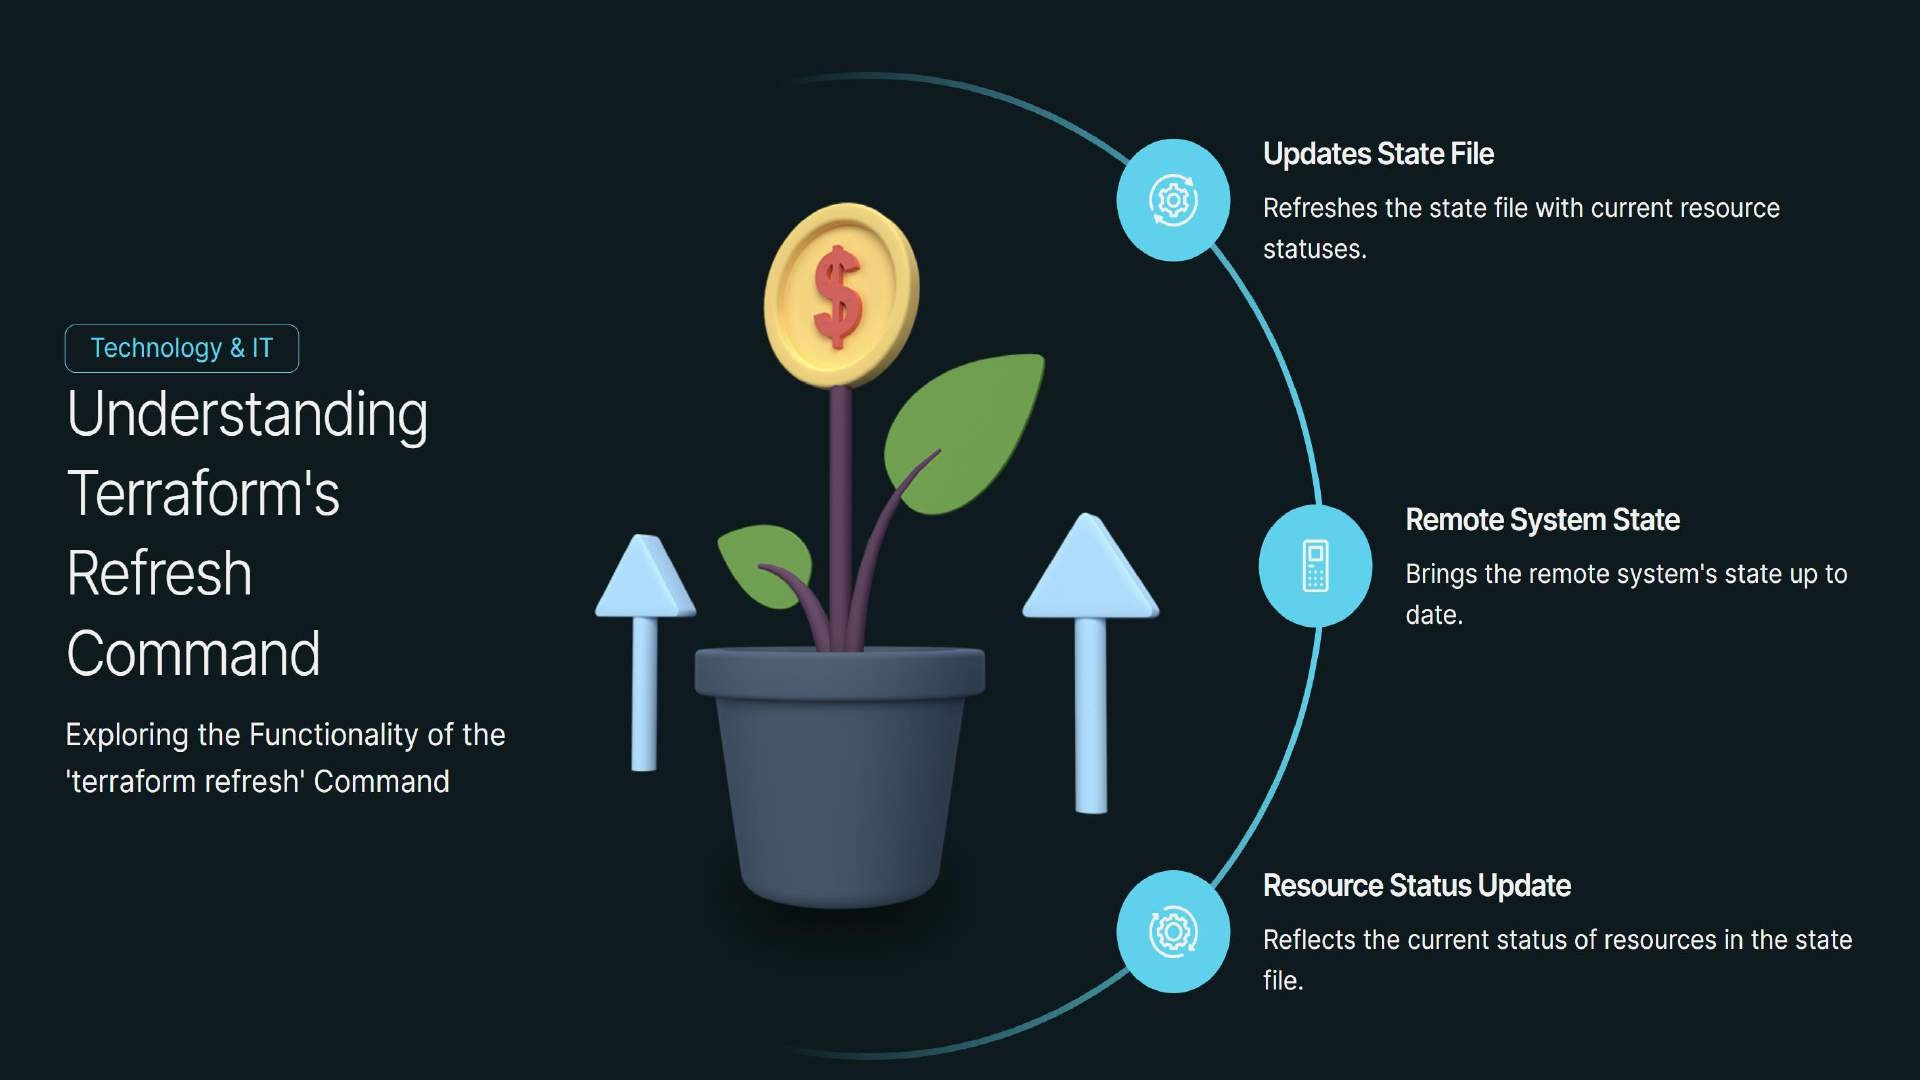 Technology & IT
Understanding
Terraform's
Refresh
Command
Exploring the Functionality of the
'terraform refresh' Command
$
Updates State File
Refreshes the state file with current resource
statuses.
Remote System State
Brings the remote system's state up to
date.
Resource Status Update
Reflects the current status of resources in the state
file.